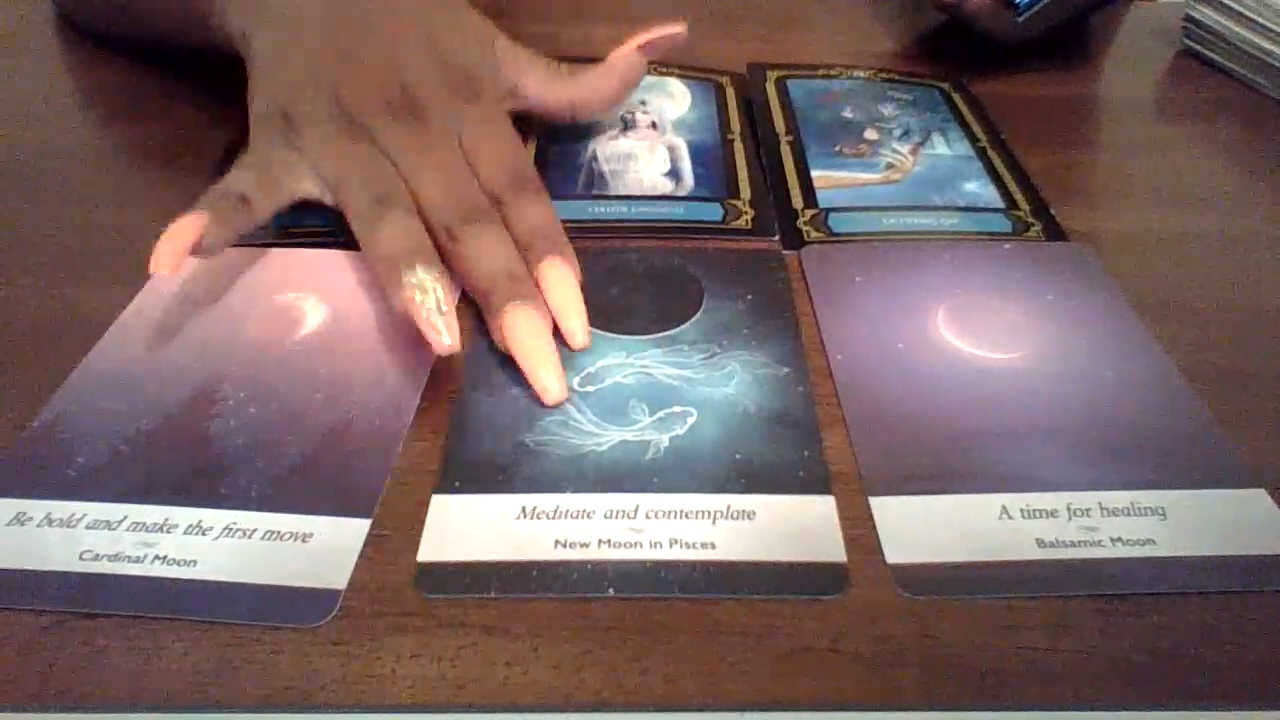 Be bold and make the first move
Cardinal Moon
Meditate and contemplate
New Moon in Pisces
A time for healing
Balsamic Moon